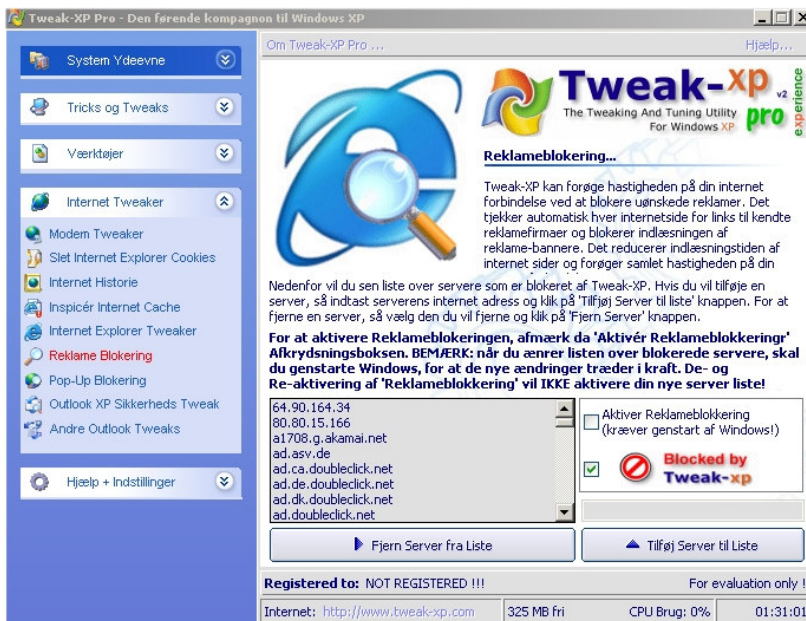 Tweak-XP Pro - Den førende kompagnon til Windows XP
System Ydeevne
Tricks og Tweaks
Værktøjer
Internet Tweaker
Modem Tweaker
Slet Internet Explorer Cookies
Internet Historie
Inspicér Internet Cache
Internet Explorer Tweaker
Reklame Blokering
Pop-Up Blokering
Outlook XP Sikkerheds Tweak
Andre Outlook Tweaks
Hjælp + Indstillinger
Om Tweak-XP Pro ...
Hjælp...
Tweak-xp v2
The Tweaking And Tuning Utility
For Windows XP
pro
experience
Reklameblokering...
Tweak-XP kan forøge hastigheden på din internet
forbindelse ved at blokere uønskede reklamer. Det
tjekker automatisk hver internetside for links til kendte
reklamefirmaer og blokerer indlæsningen af
reklame-bannere. Det reducerer indlæsningstiden af
internet sider og forøger samlet hastigheden på din
Nedenfor vil du sen liste over servere som er blokeret af Tweak-XP. Hvis du vil tilføje en
server, så indtast serverens internet adress og klik på 'Tilføj Server til liste' knappen. For at
fjerne en server, så vælg den du vil fjerne og klik på 'Fjern Server' knappen.
For at aktivere Reklameblokeringen, afmærk da 'Aktivér Reklameblokkeringr'
Afkrydsningsboksen. BEMÆRK: når du ænrer listen over blokerede servere, skal
du genstarte Windows, for at de nye ændringer træder i kraft. De- og
Re-aktivering af 'Reklameblokkering' vil IKKE aktivere din nye server liste!
64.90.164.34
80.80.15.166
a1708.g.akamai.net
ad.asv.de
ad.ca.doubleclick.net
ad.de.doubleclick.net
ad.dk.doubleclick.net
ad.doubleclick.net
Aktiver Reklameblokkering
(kræver genstart af Windows!)
Blocked by
Tweak-xp
Fjern Server fra Liste
Tilføj Server til Liste
Registered to: NOT REGISTERED !!!
For evaluation only !
Internet: http://www.tweak-xp.com
325 MB fri
CPU Brug: 0%
01:31:01